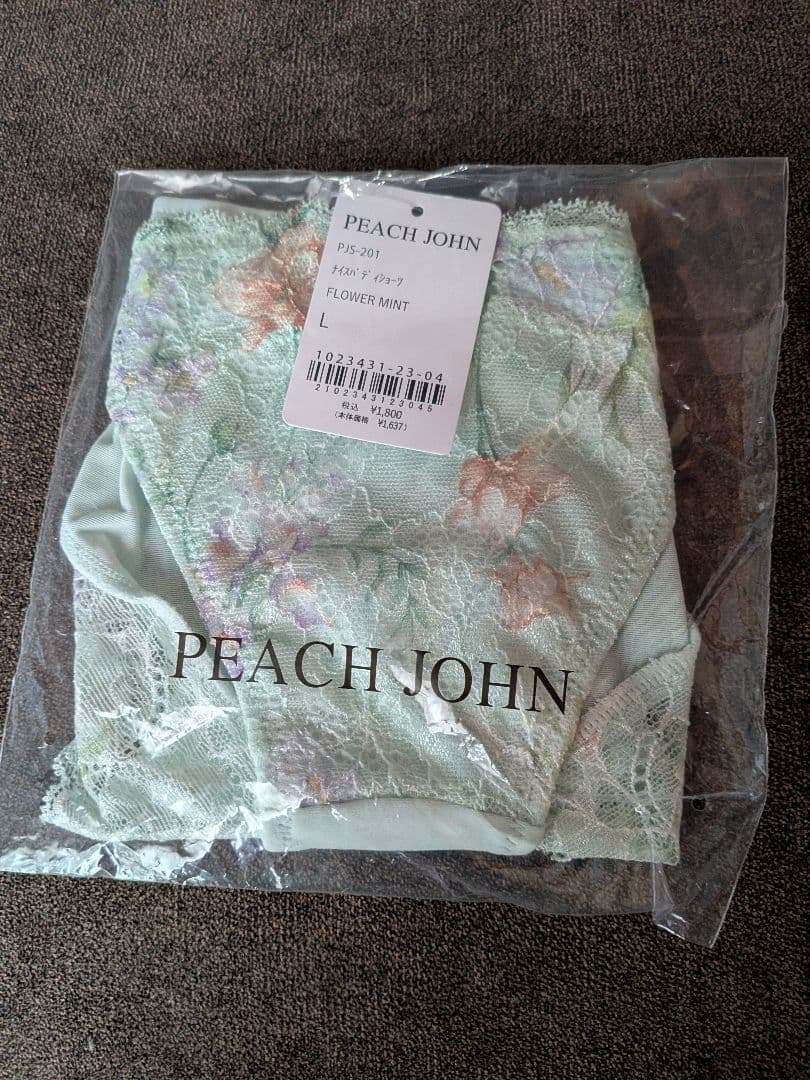 PEACH JOHN
PJS-201
ﾅｲｽﾊﾞﾃﾞｨｼｮｰﾂ
FLOWER MINT
L
1023431-23-04
2102343123045
税込 ¥1,800
(本体価格 ¥1,637)
PEACH JOHN